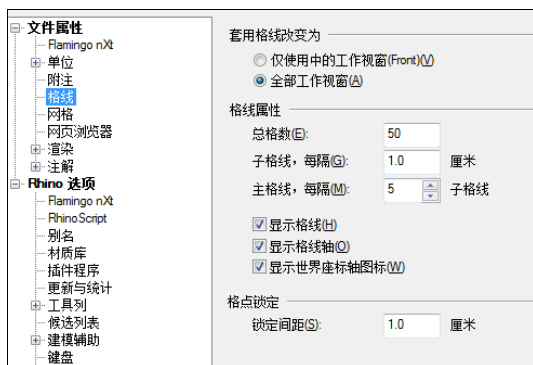 文件属性
Flamingo nXt
单位
附注
格线
网格
网页浏览器
渲染
注解
Rhino 选项
Flamingo nXt
RhinoScript
别名
材质库
插件程序
更新与统计
工具列
候选列表
建模辅助
键盘
套用格线改变为
仅使用中的工作视窗(Front)(V)
全部工作视窗(A)
格线属性
总格数(E): 50
子格线，每隔(G): 1.0 厘米
主格线，每隔(M): 5 子格线
显示格线(H)
显示格线轴(O)
显示世界座标轴图标(W)
格点锁定
锁定间距(S): 1.0 厘米